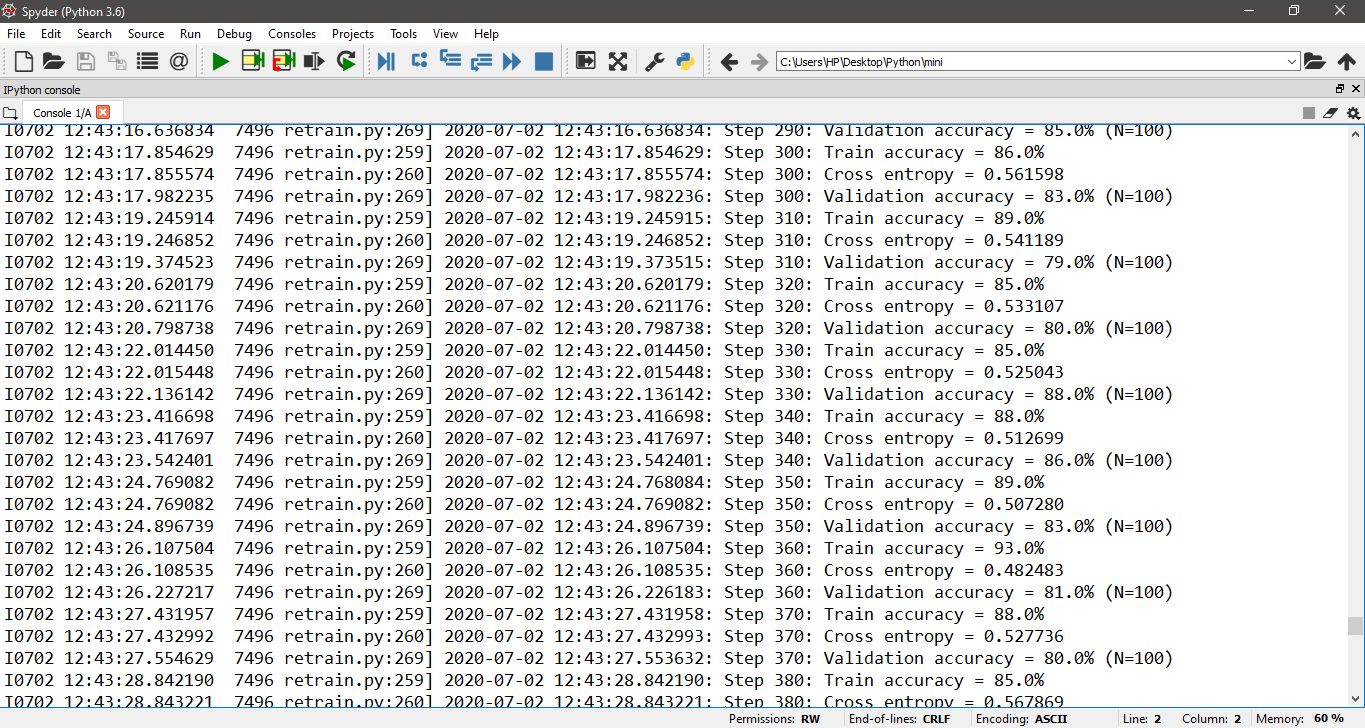 Spyder (Python 3.6)
File Edit Search Source Run Debug Consoles Projects Tools View Help
C:\Users\HP\Desktop\Python\mini
IPython console
Console 1/A
I0702 12:43:16.636834  7496 retrain.py:269] 2020-07-02 12:43:16.636834: Step 290: Validation accuracy = 85.0% (N=100)
I0702 12:43:17.854629  7496 retrain.py:259] 2020-07-02 12:43:17.854629: Step 300: Train accuracy = 86.0%
I0702 12:43:17.855574  7496 retrain.py:260] 2020-07-02 12:43:17.855574: Step 300: Cross entropy = 0.561598
I0702 12:43:17.982235  7496 retrain.py:269] 2020-07-02 12:43:17.982236: Step 300: Validation accuracy = 83.0% (N=100)
I0702 12:43:19.245914  7496 retrain.py:259] 2020-07-02 12:43:19.245915: Step 310: Train accuracy = 89.0%
I0702 12:43:19.246852  7496 retrain.py:260] 2020-07-02 12:43:19.246852: Step 310: Cross entropy = 0.541189
I0702 12:43:19.374523  7496 retrain.py:269] 2020-07-02 12:43:19.373515: Step 310: Validation accuracy = 79.0% (N=100)
I0702 12:43:20.620179  7496 retrain.py:259] 2020-07-02 12:43:20.620179: Step 320: Train accuracy = 85.0%
I0702 12:43:20.621176  7496 retrain.py:260] 2020-07-02 12:43:20.621176: Step 320: Cross entropy = 0.533107
I0702 12:43:20.798738  7496 retrain.py:269] 2020-07-02 12:43:20.798738: Step 320: Validation accuracy = 80.0% (N=100)
I0702 12:43:22.014450  7496 retrain.py:259] 2020-07-02 12:43:22.014450: Step 330: Train accuracy = 85.0%
I0702 12:43:22.015448  7496 retrain.py:260] 2020-07-02 12:43:22.015448: Step 330: Cross entropy = 0.525043
I0702 12:43:22.136142  7496 retrain.py:269] 2020-07-02 12:43:22.136142: Step 330: Validation accuracy = 88.0% (N=100)
I0702 12:43:23.416698  7496 retrain.py:259] 2020-07-02 12:43:23.416698: Step 340: Train accuracy = 88.0%
I0702 12:43:23.417697  7496 retrain.py:260] 2020-07-02 12:43:23.417697: Step 340: Cross entropy = 0.512699
I0702 12:43:23.542401  7496 retrain.py:269] 2020-07-02 12:43:23.542401: Step 340: Validation accuracy = 86.0% (N=100)
I0702 12:43:24.769082  7496 retrain.py:259] 2020-07-02 12:43:24.768084: Step 350: Train accuracy = 89.0%
I0702 12:43:24.769082  7496 retrain.py:260] 2020-07-02 12:43:24.769082: Step 350: Cross entropy = 0.507280
I0702 12:43:24.896739  7496 retrain.py:269] 2020-07-02 12:43:24.896739: Step 350: Validation accuracy = 83.0% (N=100)
I0702 12:43:26.107504  7496 retrain.py:259] 2020-07-02 12:43:26.107504: Step 360: Train accuracy = 93.0%
I0702 12:43:26.108535  7496 retrain.py:260] 2020-07-02 12:43:26.108535: Step 360: Cross entropy = 0.482483
I0702 12:43:26.227217  7496 retrain.py:269] 2020-07-02 12:43:26.226183: Step 360: Validation accuracy = 81.0% (N=100)
I0702 12:43:27.431957  7496 retrain.py:259] 2020-07-02 12:43:27.431958: Step 370: Train accuracy = 88.0%
I0702 12:43:27.432992  7496 retrain.py:260] 2020-07-02 12:43:27.432993: Step 370: Cross entropy = 0.527736
I0702 12:43:27.554629  7496 retrain.py:269] 2020-07-02 12:43:27.553632: Step 370: Validation accuracy = 80.0% (N=100)
I0702 12:43:28.842190  7496 retrain.py:259] 2020-07-02 12:43:28.842190: Step 380: Train accuracy = 85.0%
I0702 12:43:28.843221  7496 retrain.py:260] 2020-07-02 12:43:28.843221: Step 380: Cross entropy = 0.567869
Permissions: RW End-of-lines: CRLF Encoding: ASCII Line: 2 Column: 2 Memory: 60 %